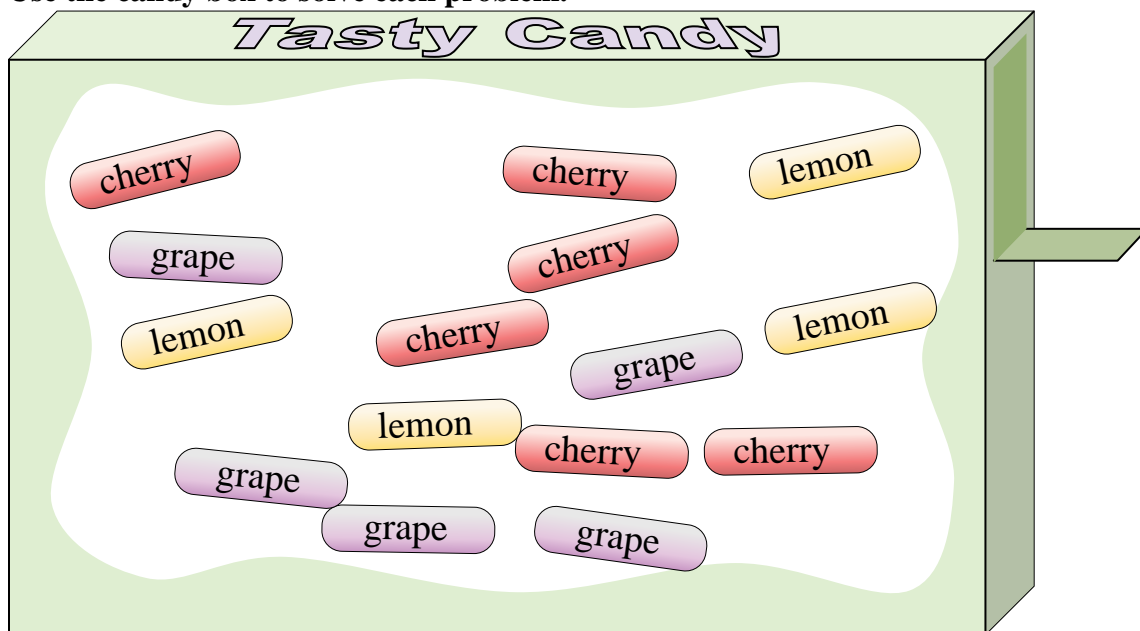 Use the candy box to solve each problem.
Tasty Candy
cherry
cherry
lemon
grape
cherry
lemon
cherry
lemon
grape
lemon
cherry
cherry
grape
grape
grape